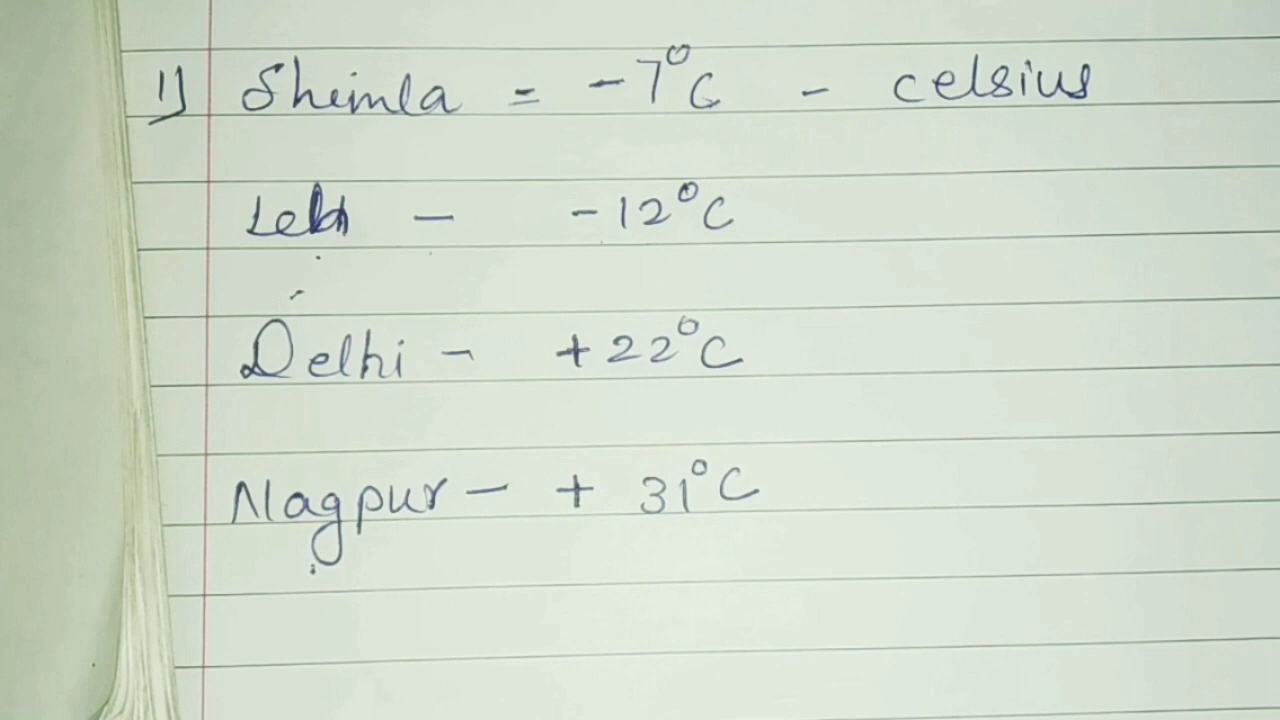 1) Shimla = -7°C - celsius
Leh - -12°C
Delhi - +22°C
Nagpur - + 31°C